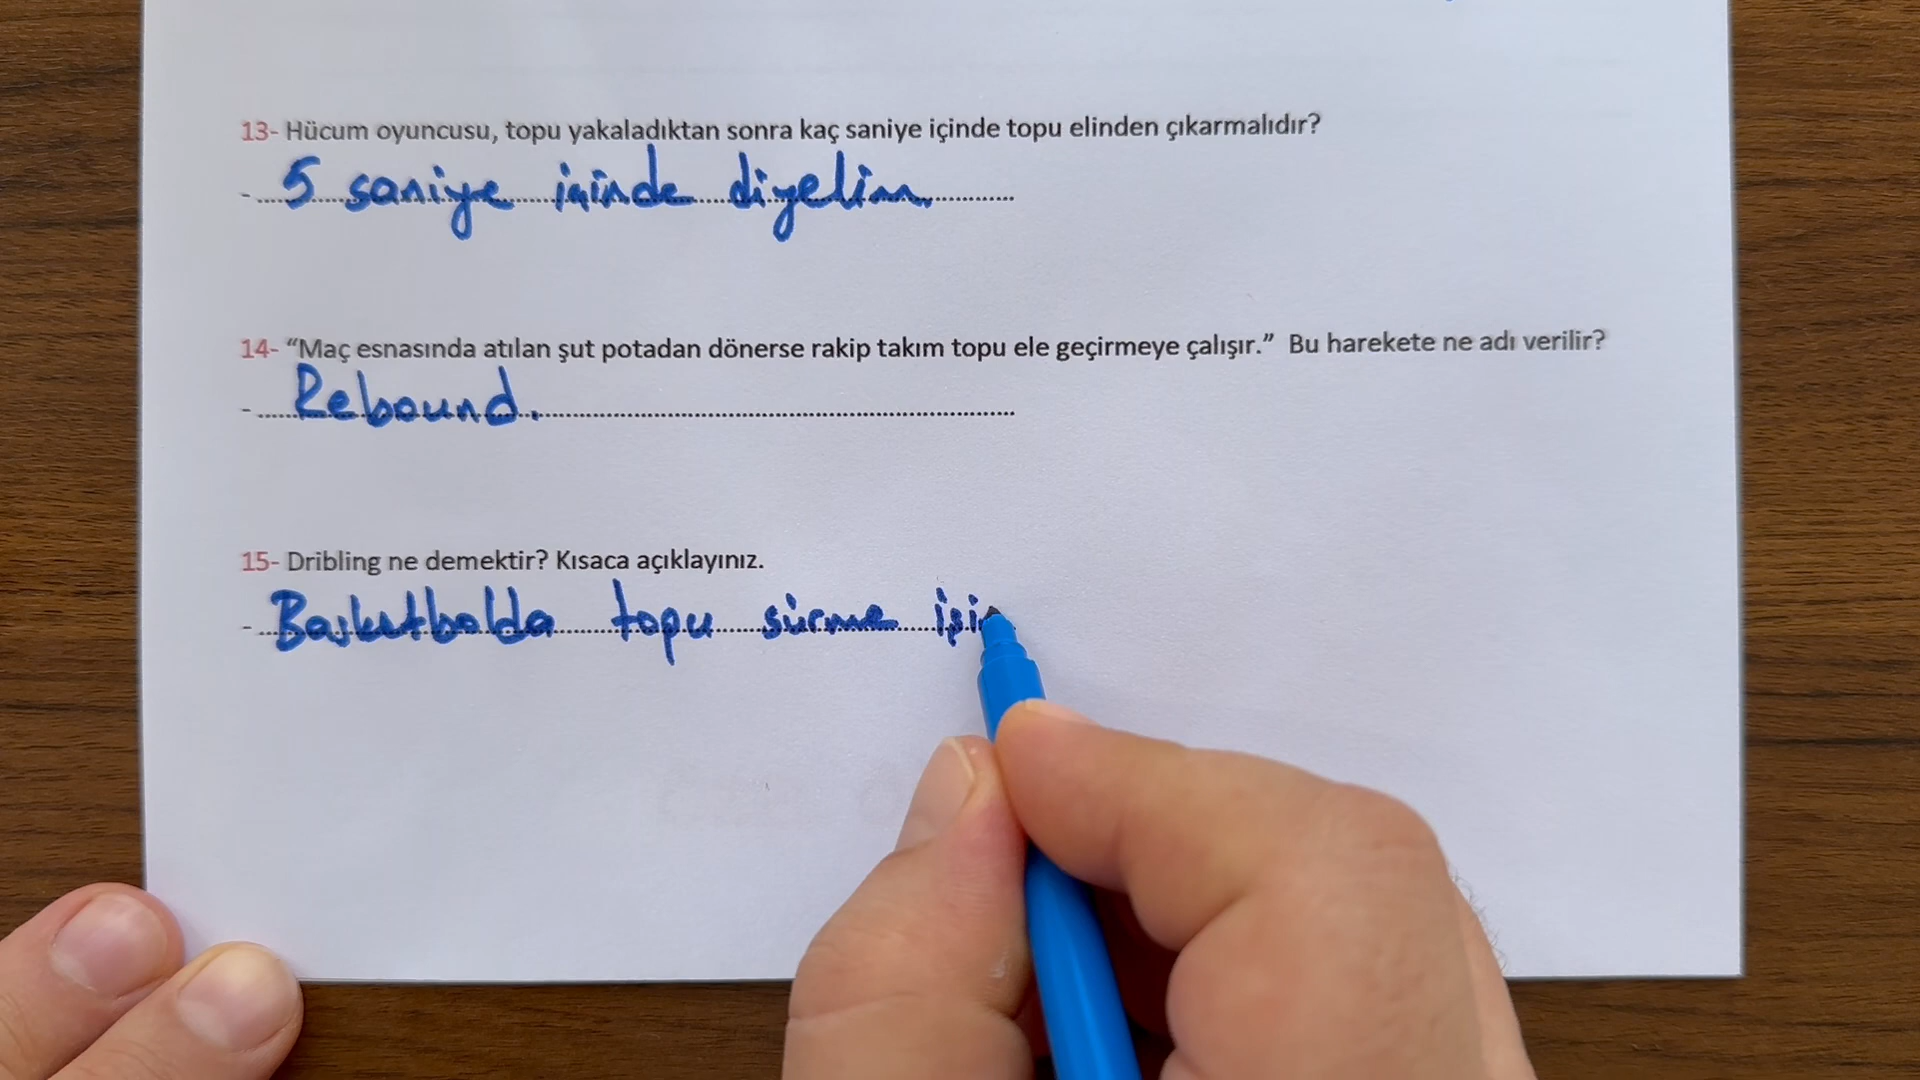 13- Hücum oyuncusu, topu yakaladıktan sonra kaç saniye içinde topu elinden çıkarmalıdır?
- 5 saniye içinde diyelim.
14- “Maç esnasında atılan şut potadan dönerse rakip takım topu ele geçirmeye çalışır.” Bu harekete ne adı verilir?
- Rebound.
15- Dribling ne demektir? Kısaca açıklayınız.
- Basketbolda topu sürme